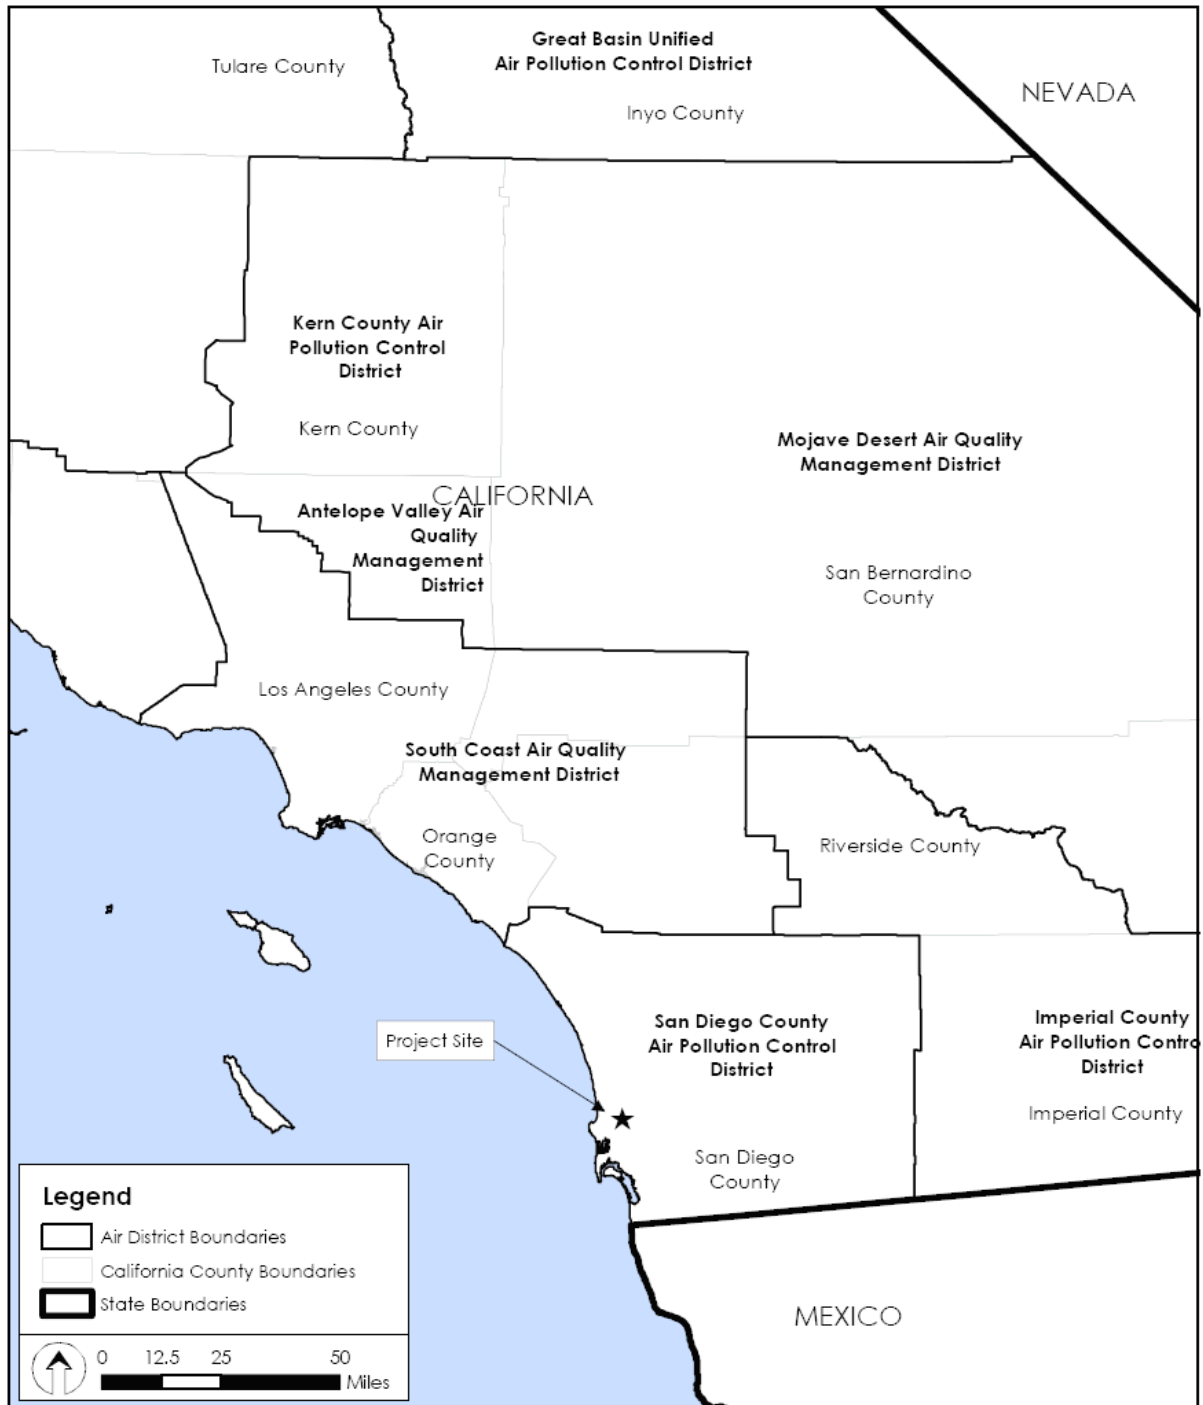 Great Basin Unified
Air Pollution Control District
Tulare County
NEVADA
Inyo County
Kern County Air
Pollution Control
District
Kern County
Mojave Desert Air Quality
Management District
CALIFORNIA
Antelope Valley Air
Quality
Management
District
San Bernardino
County
Los Angeles County
South Coast Air Quality
Management District
Orange
County
Riverside County
San Diego County
Air Pollution Control
District
Imperial County
Air Pollution Contro
District
Project Site
Imperial County
San Diego
County
Legend
Air District Boundaries
California County Boundaries
State Boundaries
MEXICO
0 12.5 25 50
Miles